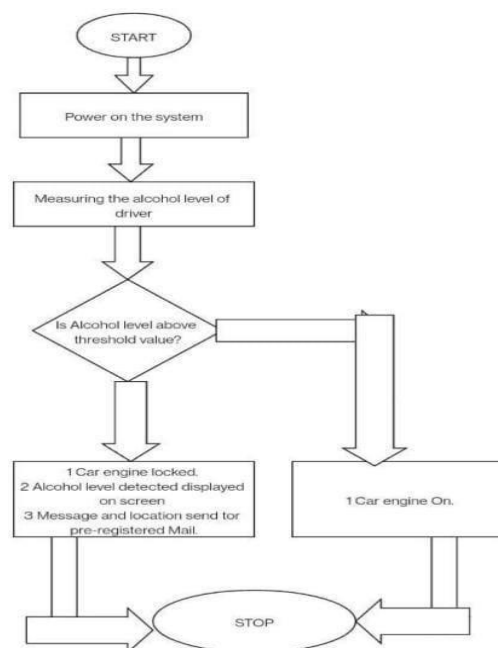 START
Power on the system
Measuring the alcohol level of
driver
Is Alcohol level above
threshold value?
1 Car engine locked.
2 Alcohol level detected displayed
on screen
3 Message and location send tor
pre-registered Mail.
1 Car engine On.
STOP